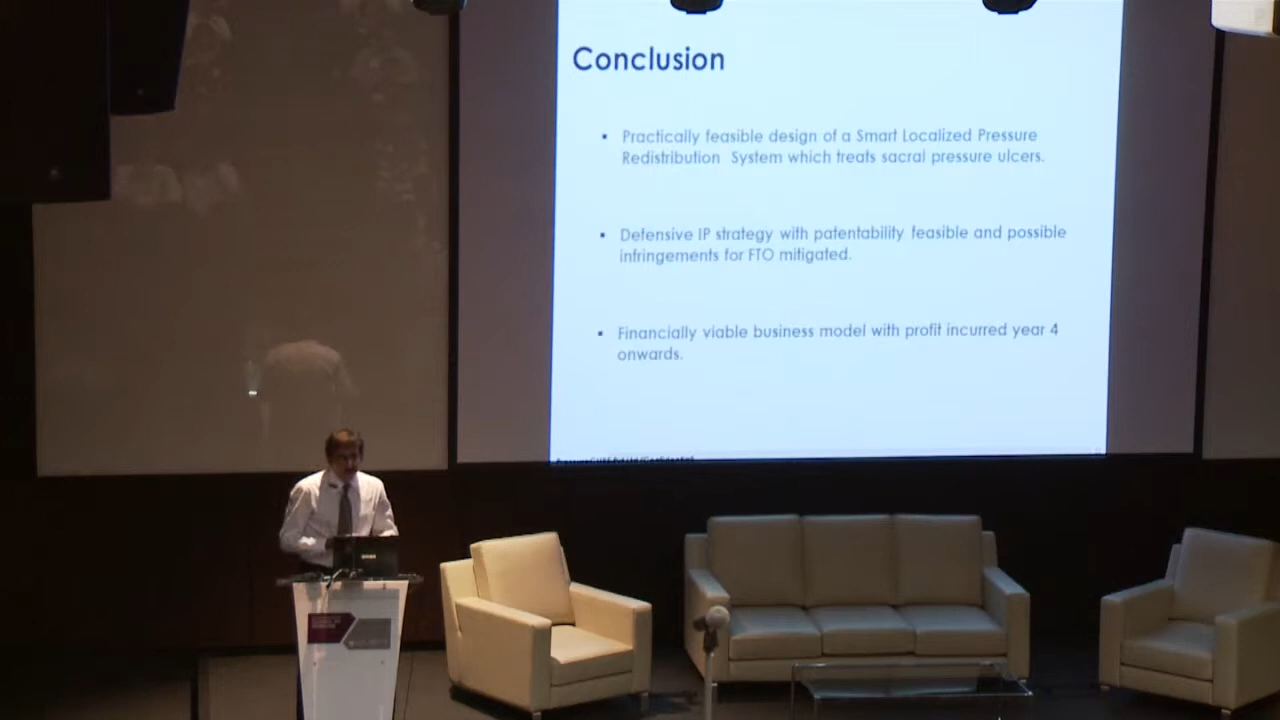 Conclusion
▪ Practically feasible design of a Smart Localized Pressure
Redistribution System which treats sacral pressure ulcers.
▪ Defensive IP strategy with patentability feasible and possible
infringements for FTO mitigated.
▪ Financially viable business model with profit incurred year 4
onwards.